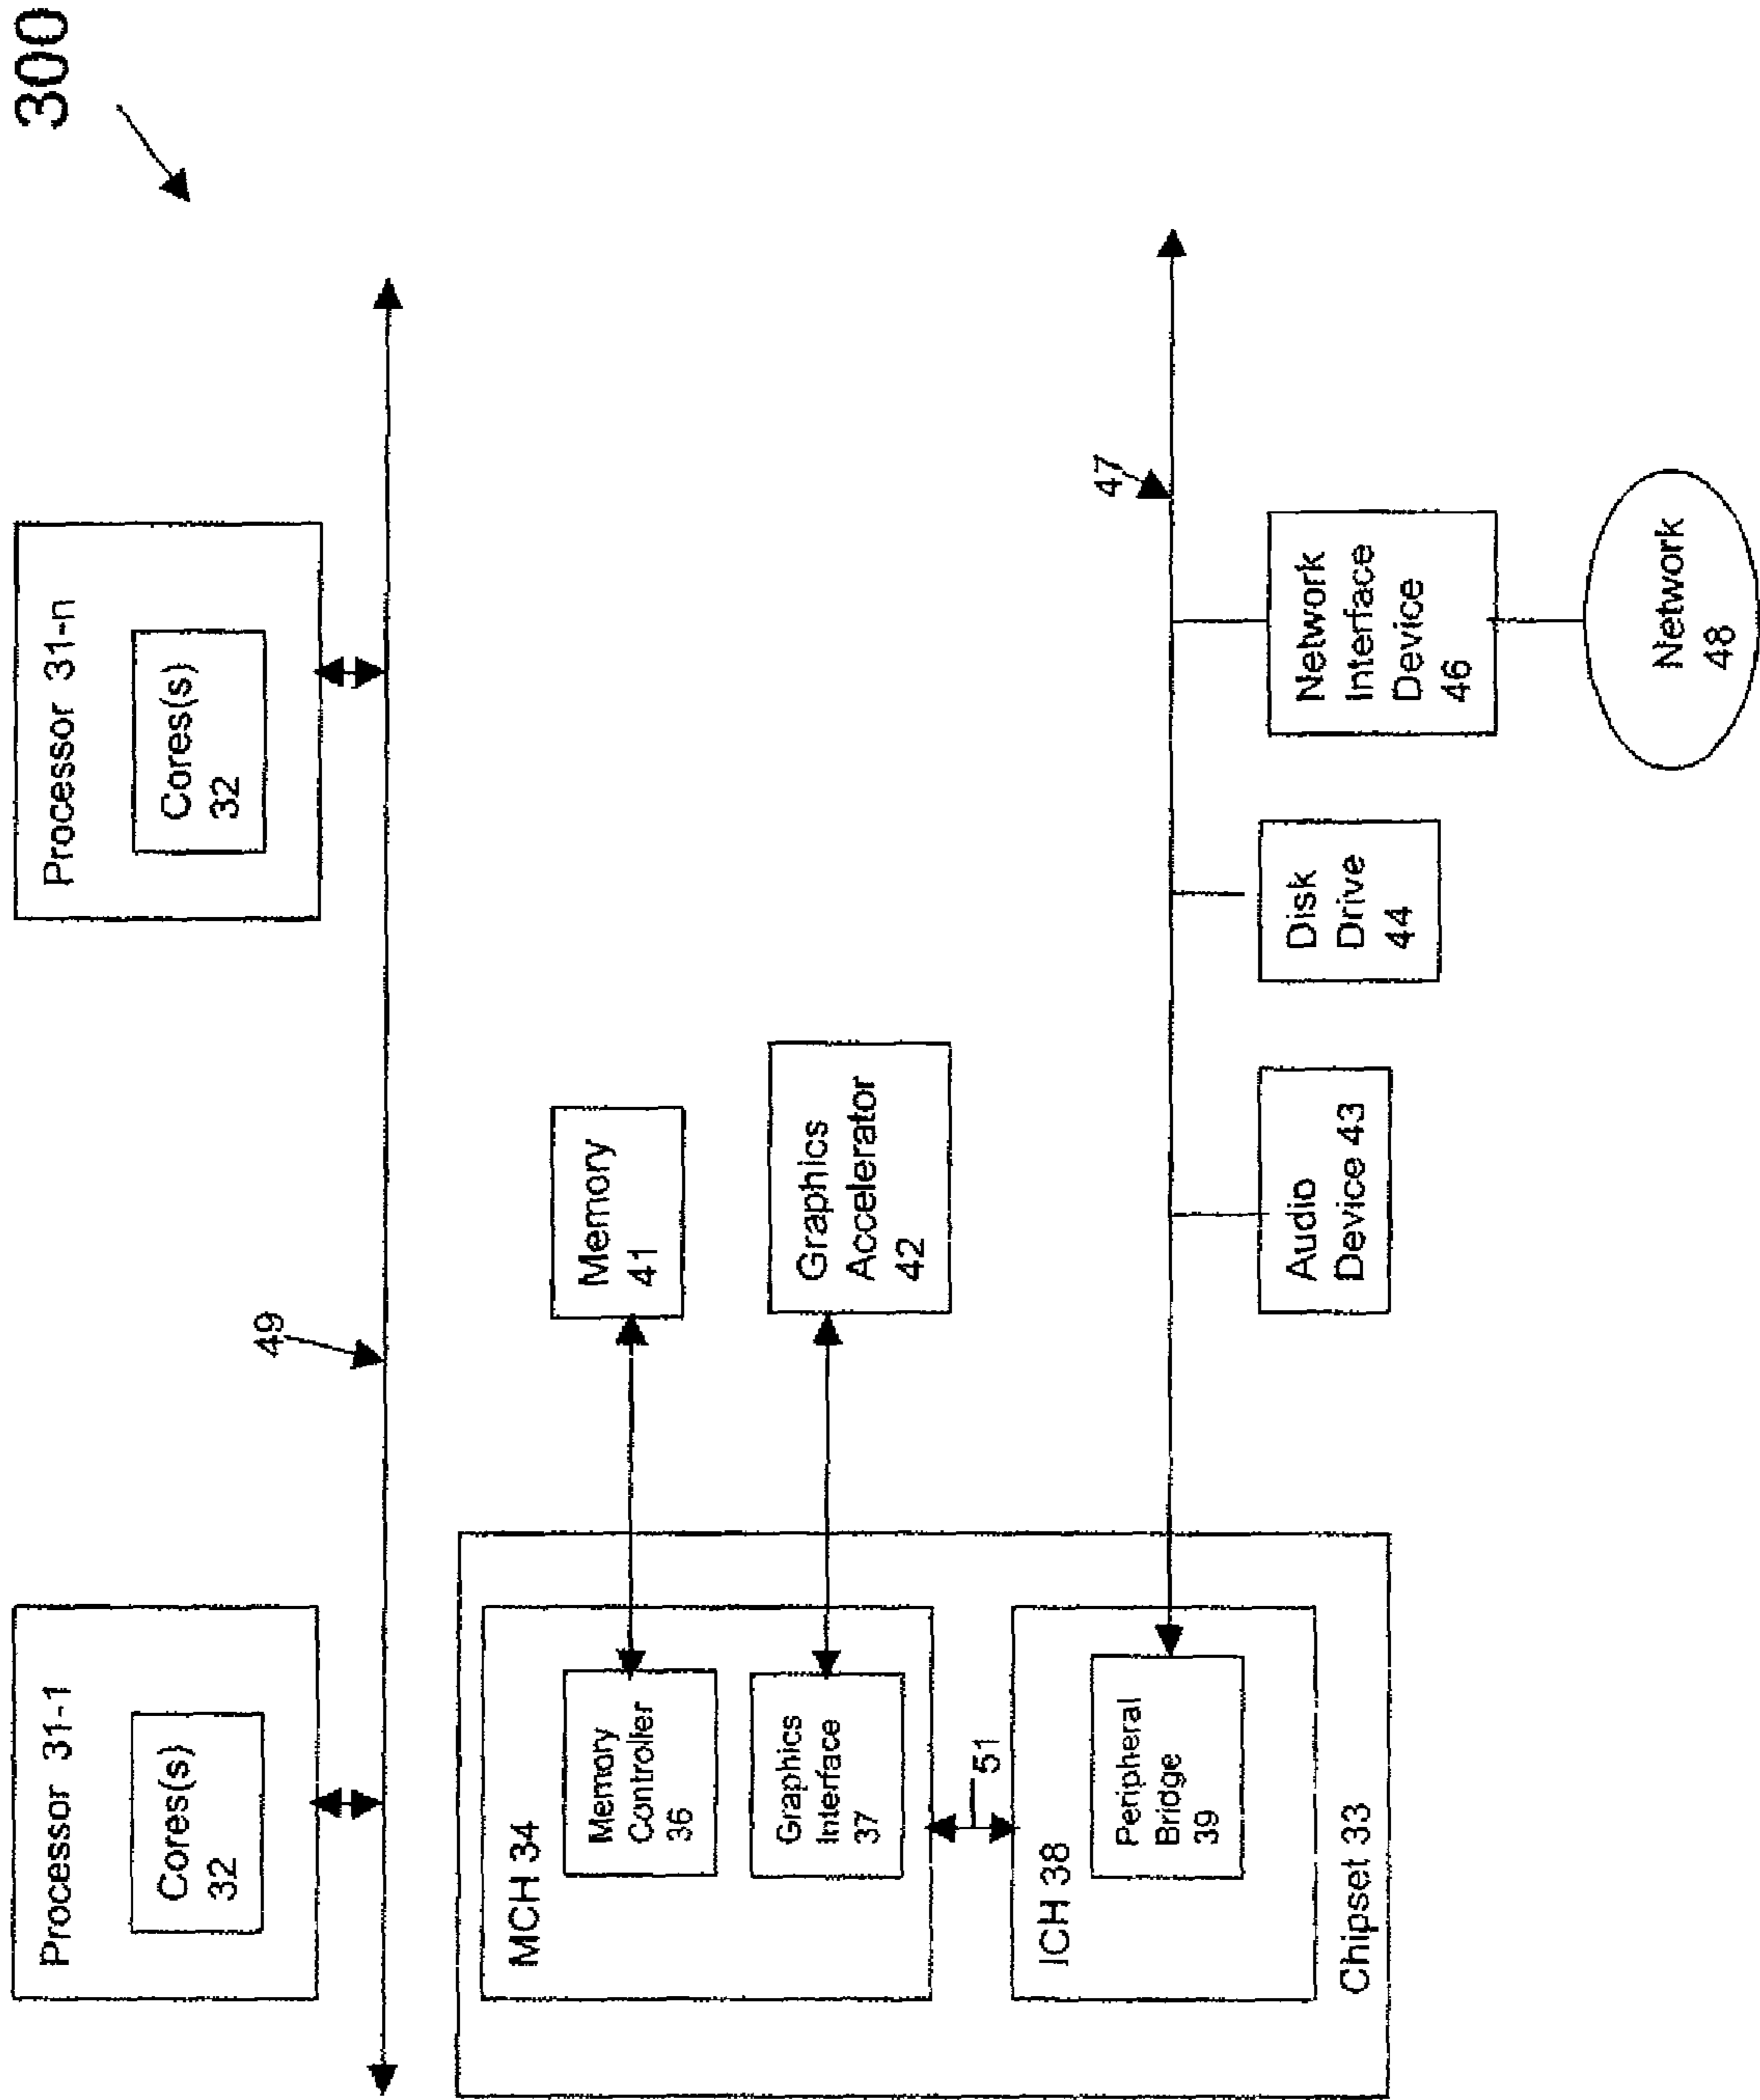 300
Processor 31-1
Cores(s)
32
Processor 31-n
Cores(s)
32
49
MCH 34
Memory
Controller
36
Memory
41
Graphics
Interface
37
Graphics
Accelerator
42
51
ICH 38
Peripheral
Bridge
39
Chipset 33
47
Audio
Device 43
Disk
Drive
44
Network
Interface
Device
46
Network
48